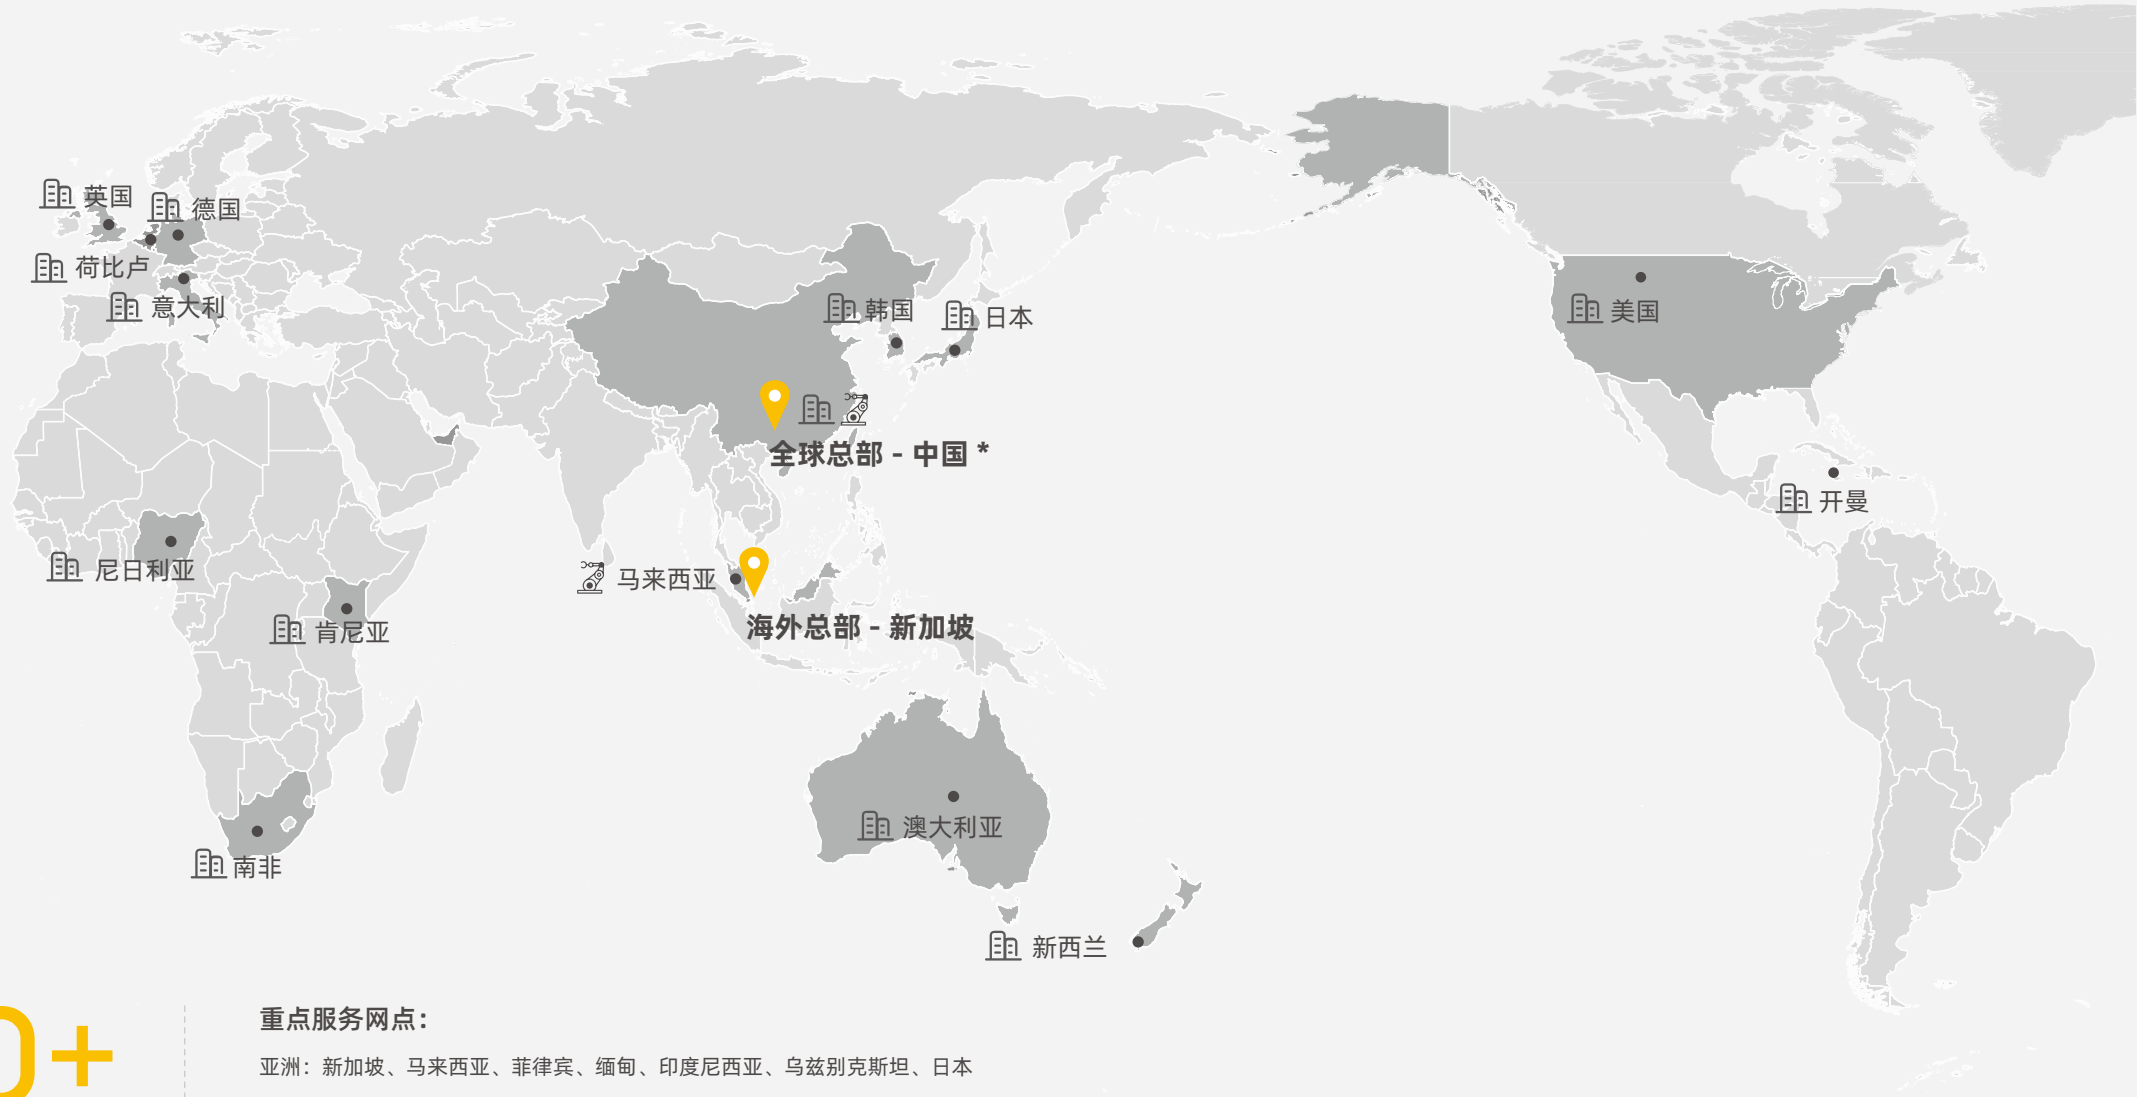 英国
德国
荷比卢
意大利
韩国
日本
美国
全球总部 - 中国 *
开曼
尼日利亚
马来西亚
肯尼亚
海外总部 - 新加坡
澳大利亚
南非
新西兰
0+
重点服务网点：
亚洲：新加坡、马来西亚、菲律宾、缅甸、印度尼西亚、乌兹别克斯坦、日本